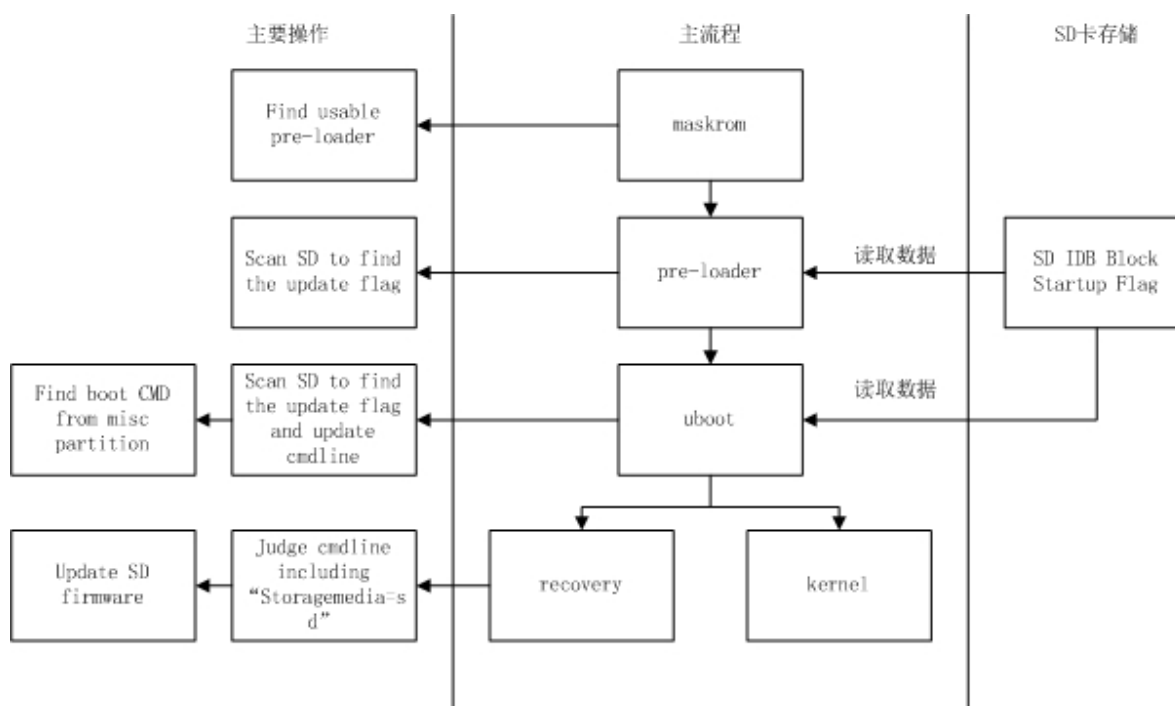 主要操作
主流程
SD卡存储
Find usable
pre-loader
maskrom
Scan SD to find
the update flag
pre-loader
读取数据
SD IDB Block
Startup Flag
Find boot CMD
from misc
partition
Scan SD to find
the update flag
and update
cmdline
uboot
读取数据
Update SD
firmware
Judge cmdline
including
“Storagemedia=s
d”
recovery
kernel